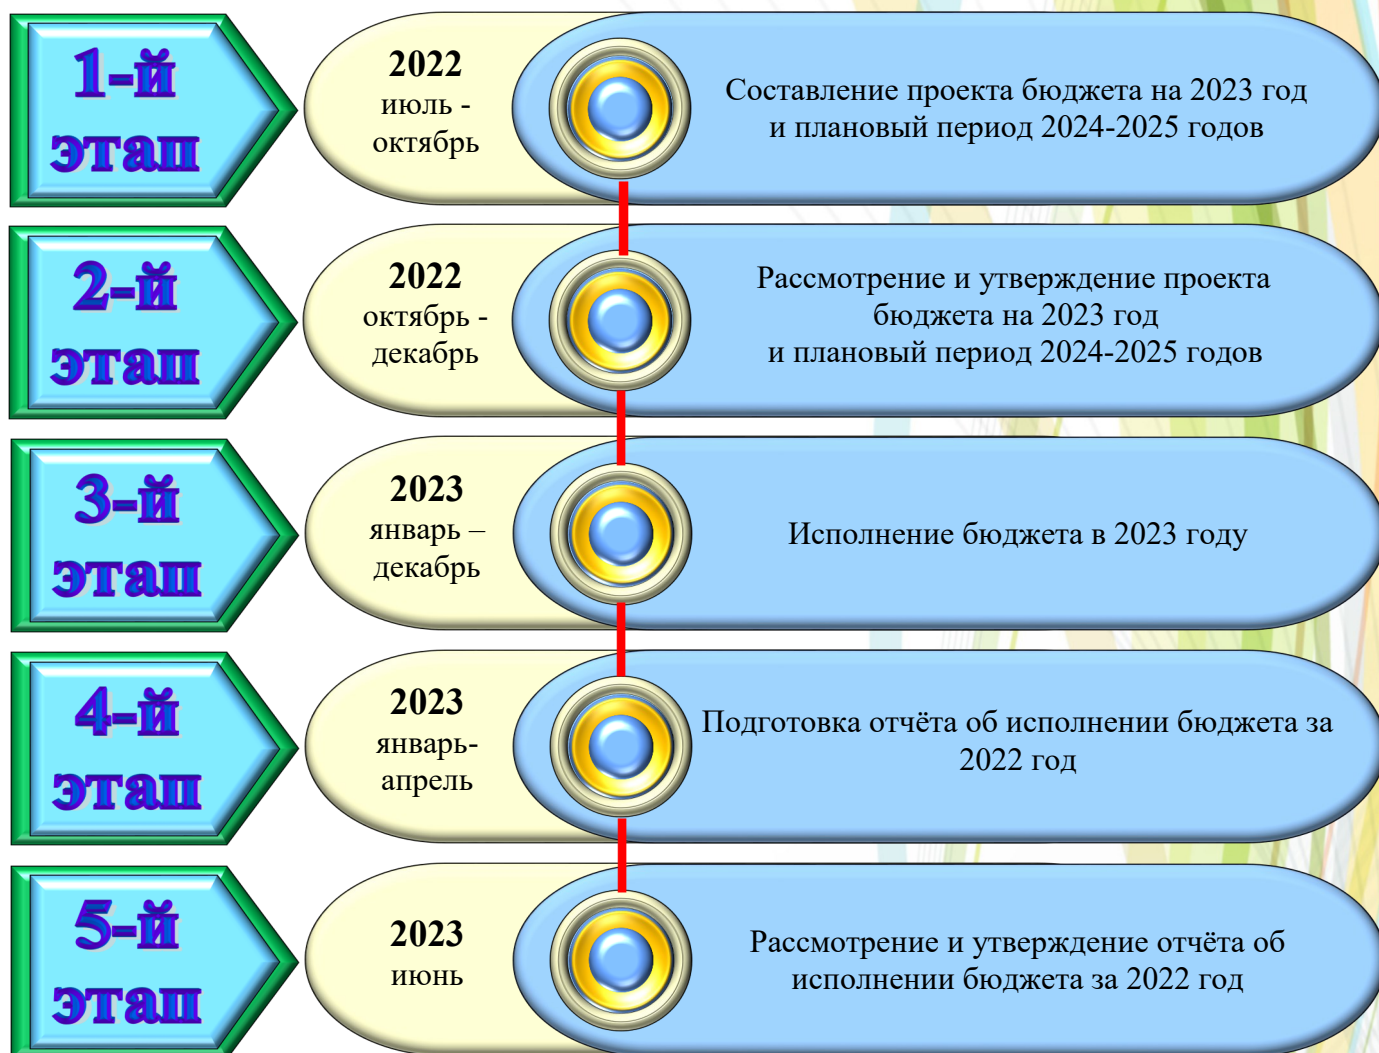 1-й
этап
2022
июль -
октябрь
Составление проекта бюджета на 2023 год
и плановый период 2024-2025 годов
2-й
этап
2022
октябрь -
декабрь
Рассмотрение и утверждение проекта
бюджета на 2023 год
и плановый период 2024-2025 годов
3-й
этап
2023
январь –
декабрь
Исполнение бюджета в 2023 году
4-й
этап
2023
январь-
апрель
Подготовка отчёта об исполнении бюджета за
2022 год
5-й
этап
2023
июнь
Рассмотрение и утверждение отчёта об
исполнении бюджета за 2022 год